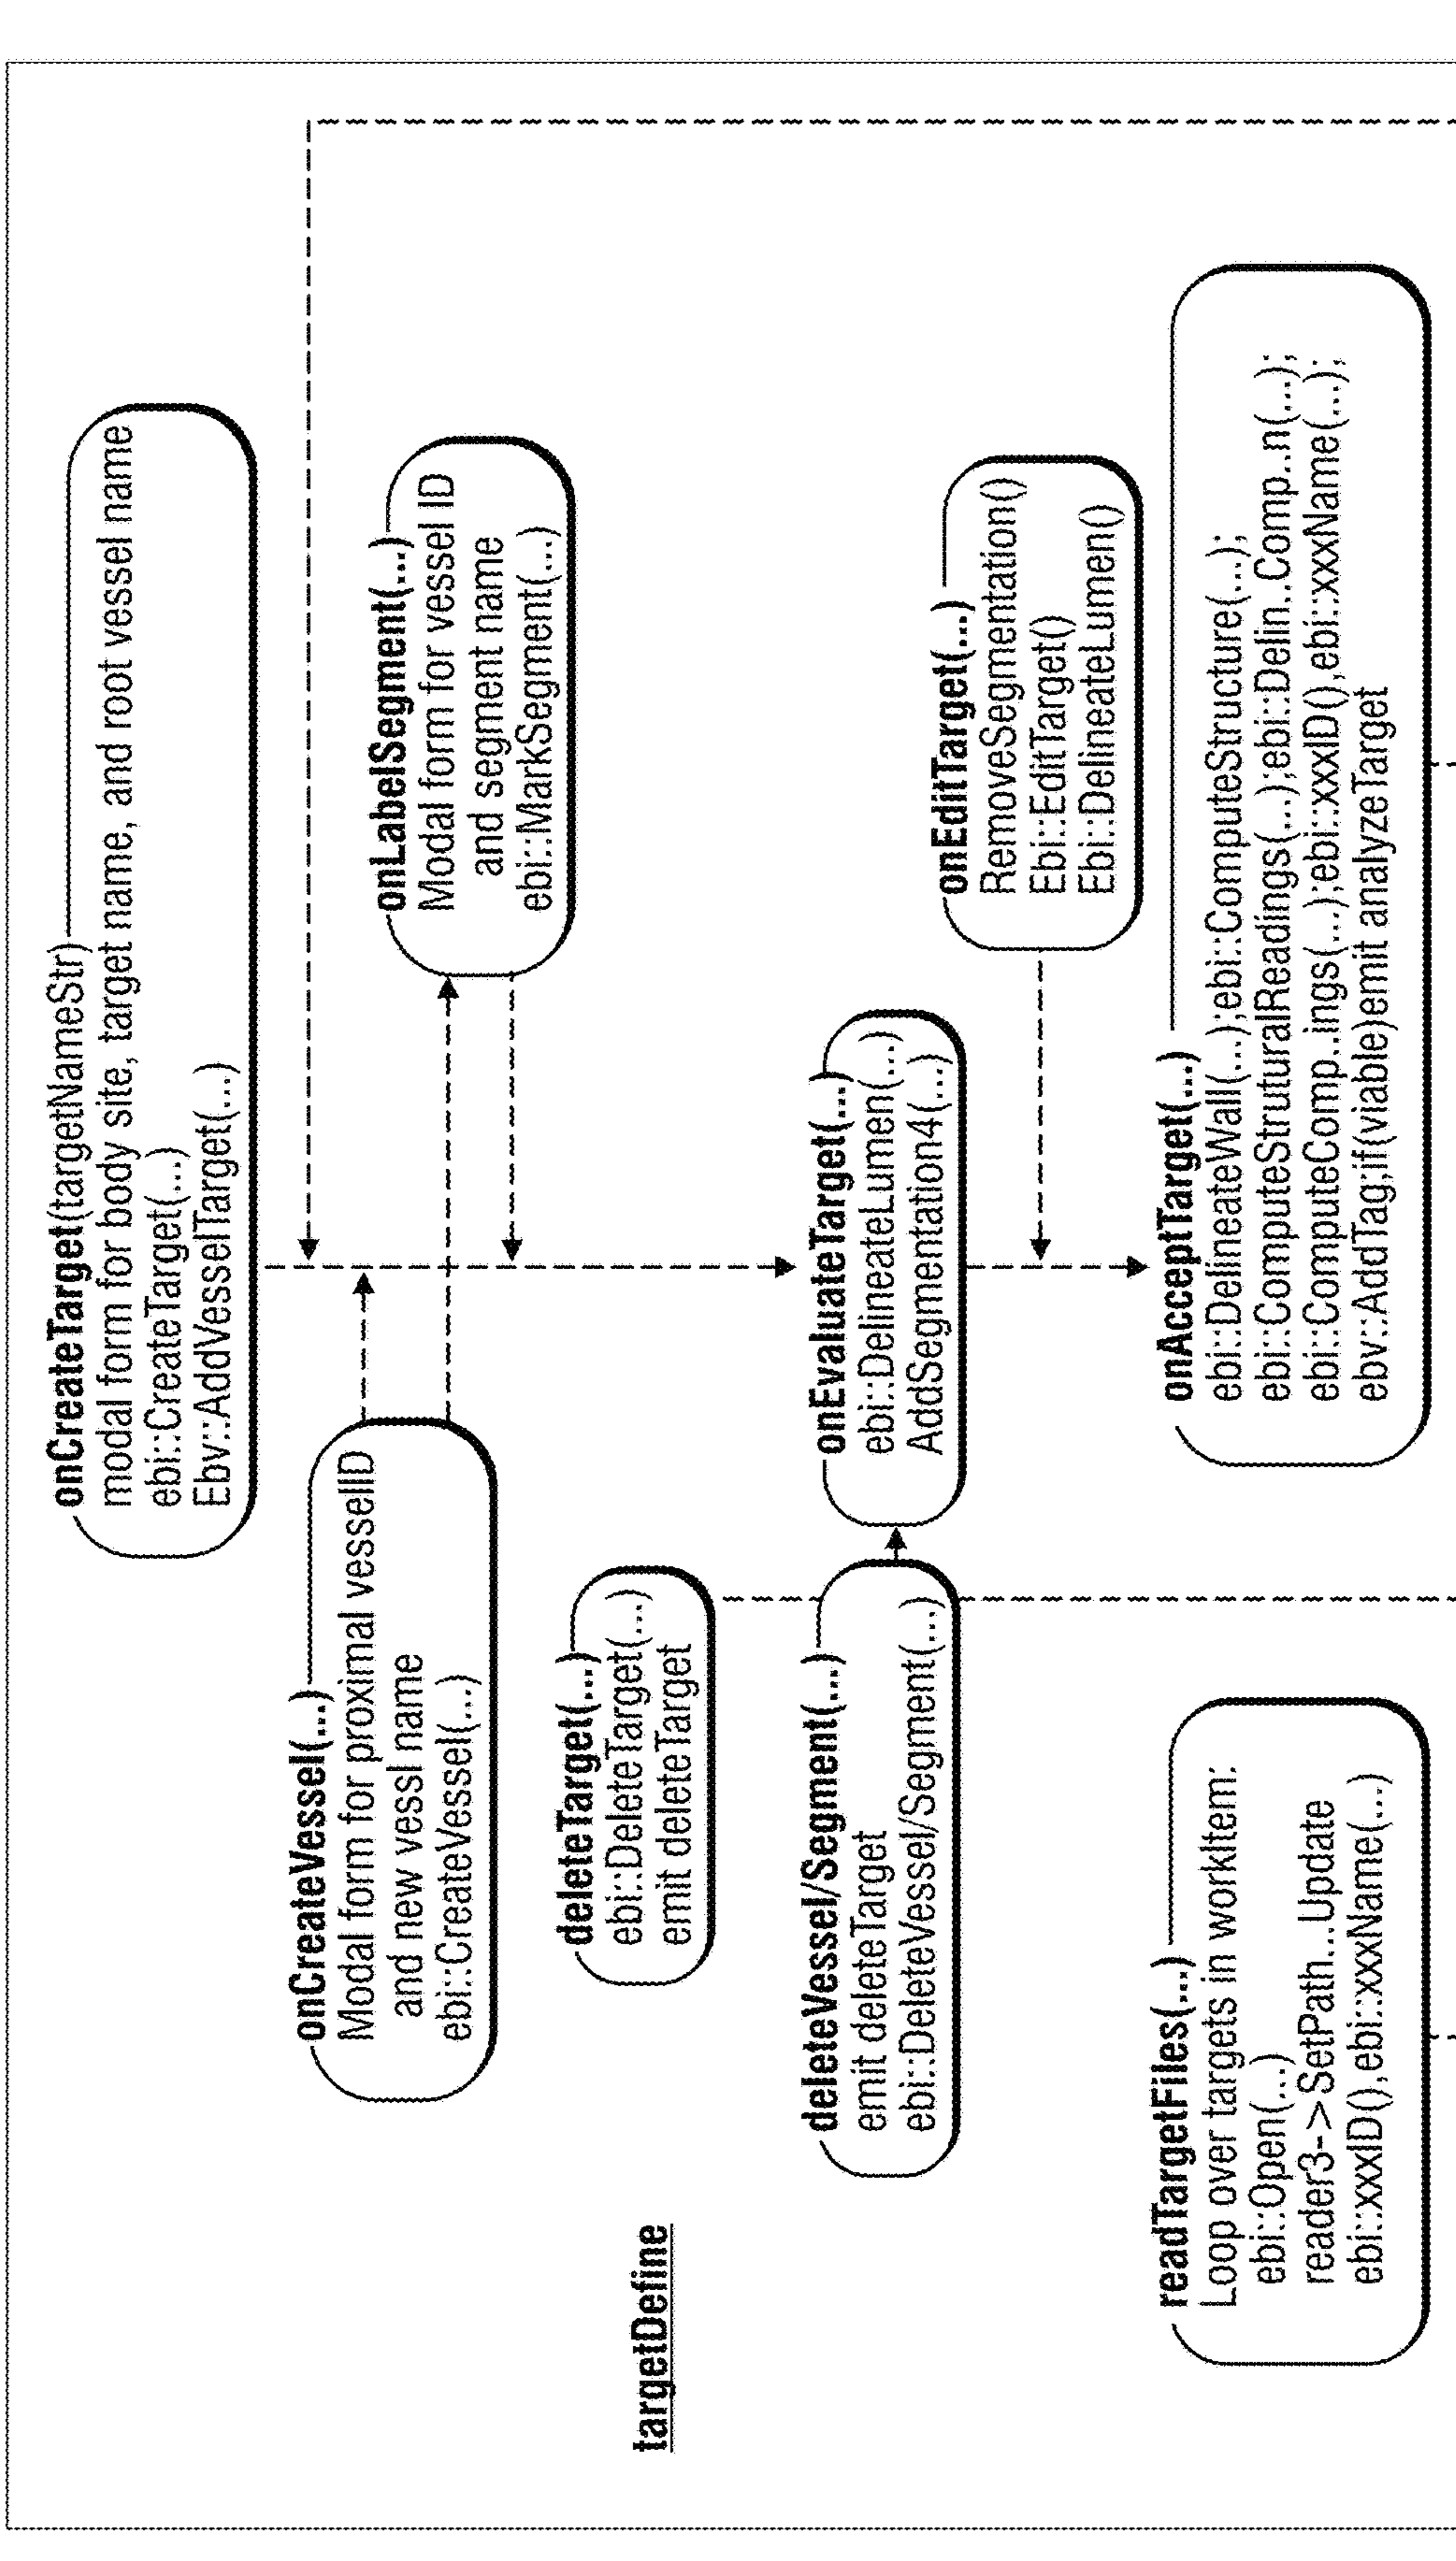 onCreateTarget(targetNameStr)
modal form for body site, target name, and root vessel name
ebi::CreateTarget(...)
Ebv::AddVesselTarget(...)
onCreateVessel(...)
Modal form for proximal vesselID
and new vessl name
ebi::CreateVessel(...)
onLabelSegment(...)
Modal form for vessel ID
and segment name
ebi::MarkSegment(...)
deleteTarget(...)
ebi::DeleteTarget(...)
emit deleteTarget
targetDefine
deleteVessel/Segment(...)
emit deleteTarget
ebi::DeleteVessel/Segment(...)
onEvaluateTarget(...)
ebi::DelineateLumen(...)
AddSegmentation4(...)
onEditTarget(...)
RemoveSegmentation()
Ebi::EditTarget()
Ebi::DelineateLumen()
readTargetFiles(...)
Loop over targets in workItem:
ebi::Open(...)
reader3->SetPath...Update
ebi::xxxID(),ebi::xxxName(...)
onAcceptTarget(...)
ebi::DelineateWall(...);ebi::ComputeStructure(...);
ebi::ComputeStruturalReadings(...);ebi::Delin..Comp..n(...);
ebi::ComputeComp..ings(...);ebi::xxxID(),ebi::xxxName(...);
ebv::AddTag;if(viable)emit analyzeTarget